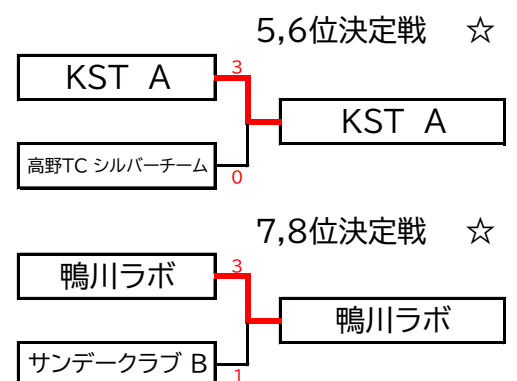 5,6位決定戦 ☆
KST A
3
KST A
高野TC シルバーチーム
0
7,8位決定戦 ☆
鴨川ラボ
3
鴨川ラボ
サンデークラブ B
1